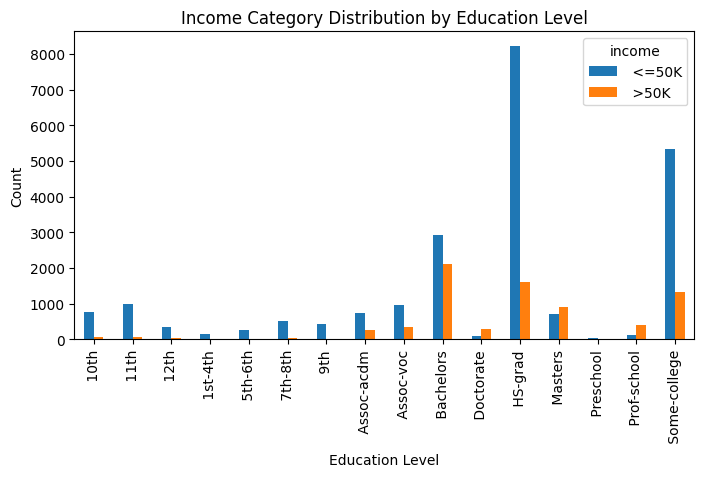 Income Category Distribution by Education Level
income
<=50K
>50K
Count
8000
7000
6000
5000
4000
3000
2000
1000
0
10th
11th
12th
1st-4th
5th-6th
7th-8th
9th
Assoc-acdm
Assoc-voc
Bachelors
Doctorate
HS-grad
Masters
Preschool
Prof-school
Some-college
Education Level